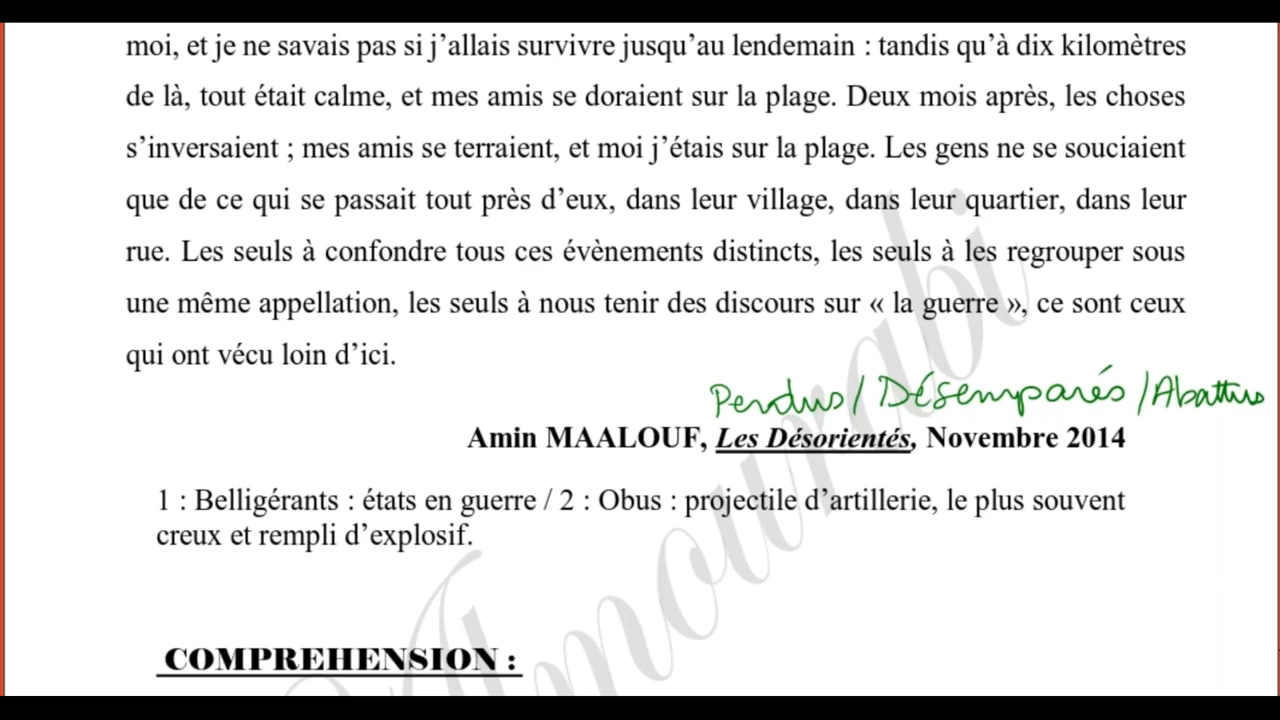 moi, et je ne savais pas si j’allais survivre jusqu’au lendemain : tandis qu’à dix kilomètres
de là, tout était calme, et mes amis se doraient sur la plage. Deux mois après, les choses
s’inversaient ; mes amis se terraient, et moi j’étais sur la plage. Les gens ne se souciaient
que de ce qui se passait tout près d’eux, dans leur village, dans leur quartier, dans leur
rue. Les seuls à confondre tous ces évènements distincts, les seuls à les regrouper sous
une même appellation, les seuls à nous tenir des discours sur « la guerre », ce sont ceux
qui ont vécu loin d’ici.
Perdus / Désemparés / Abattus
Amin MAALOUF, Les Désorientés, Novembre 2014
1 : Belligérants : états en guerre / 2 : Obus : projectile d’artillerie, le plus souvent
creux et rempli d’explosif.
COMPREHENSION :
Amourabi